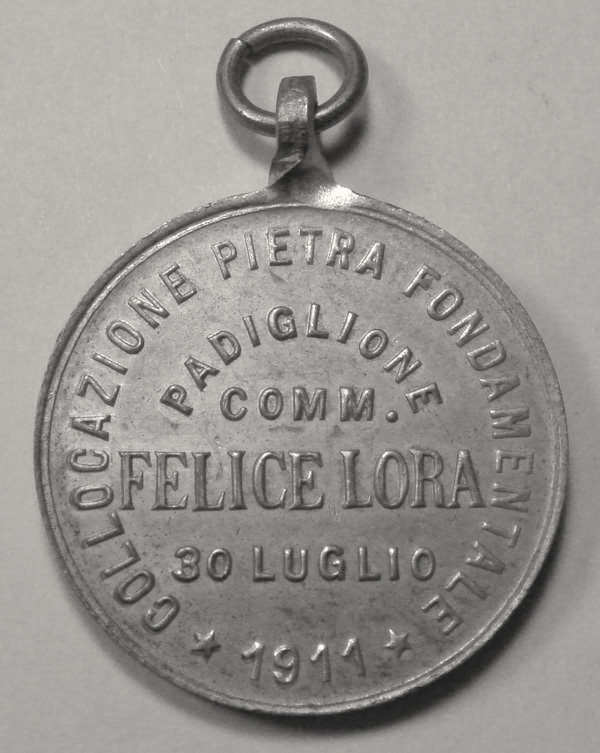 COLLOCAZIONE PIETRA FONDAMENTALE
PADIGLIONE
COMM.
FELICE LORA
30 LUGLIO
★ 1911 ★